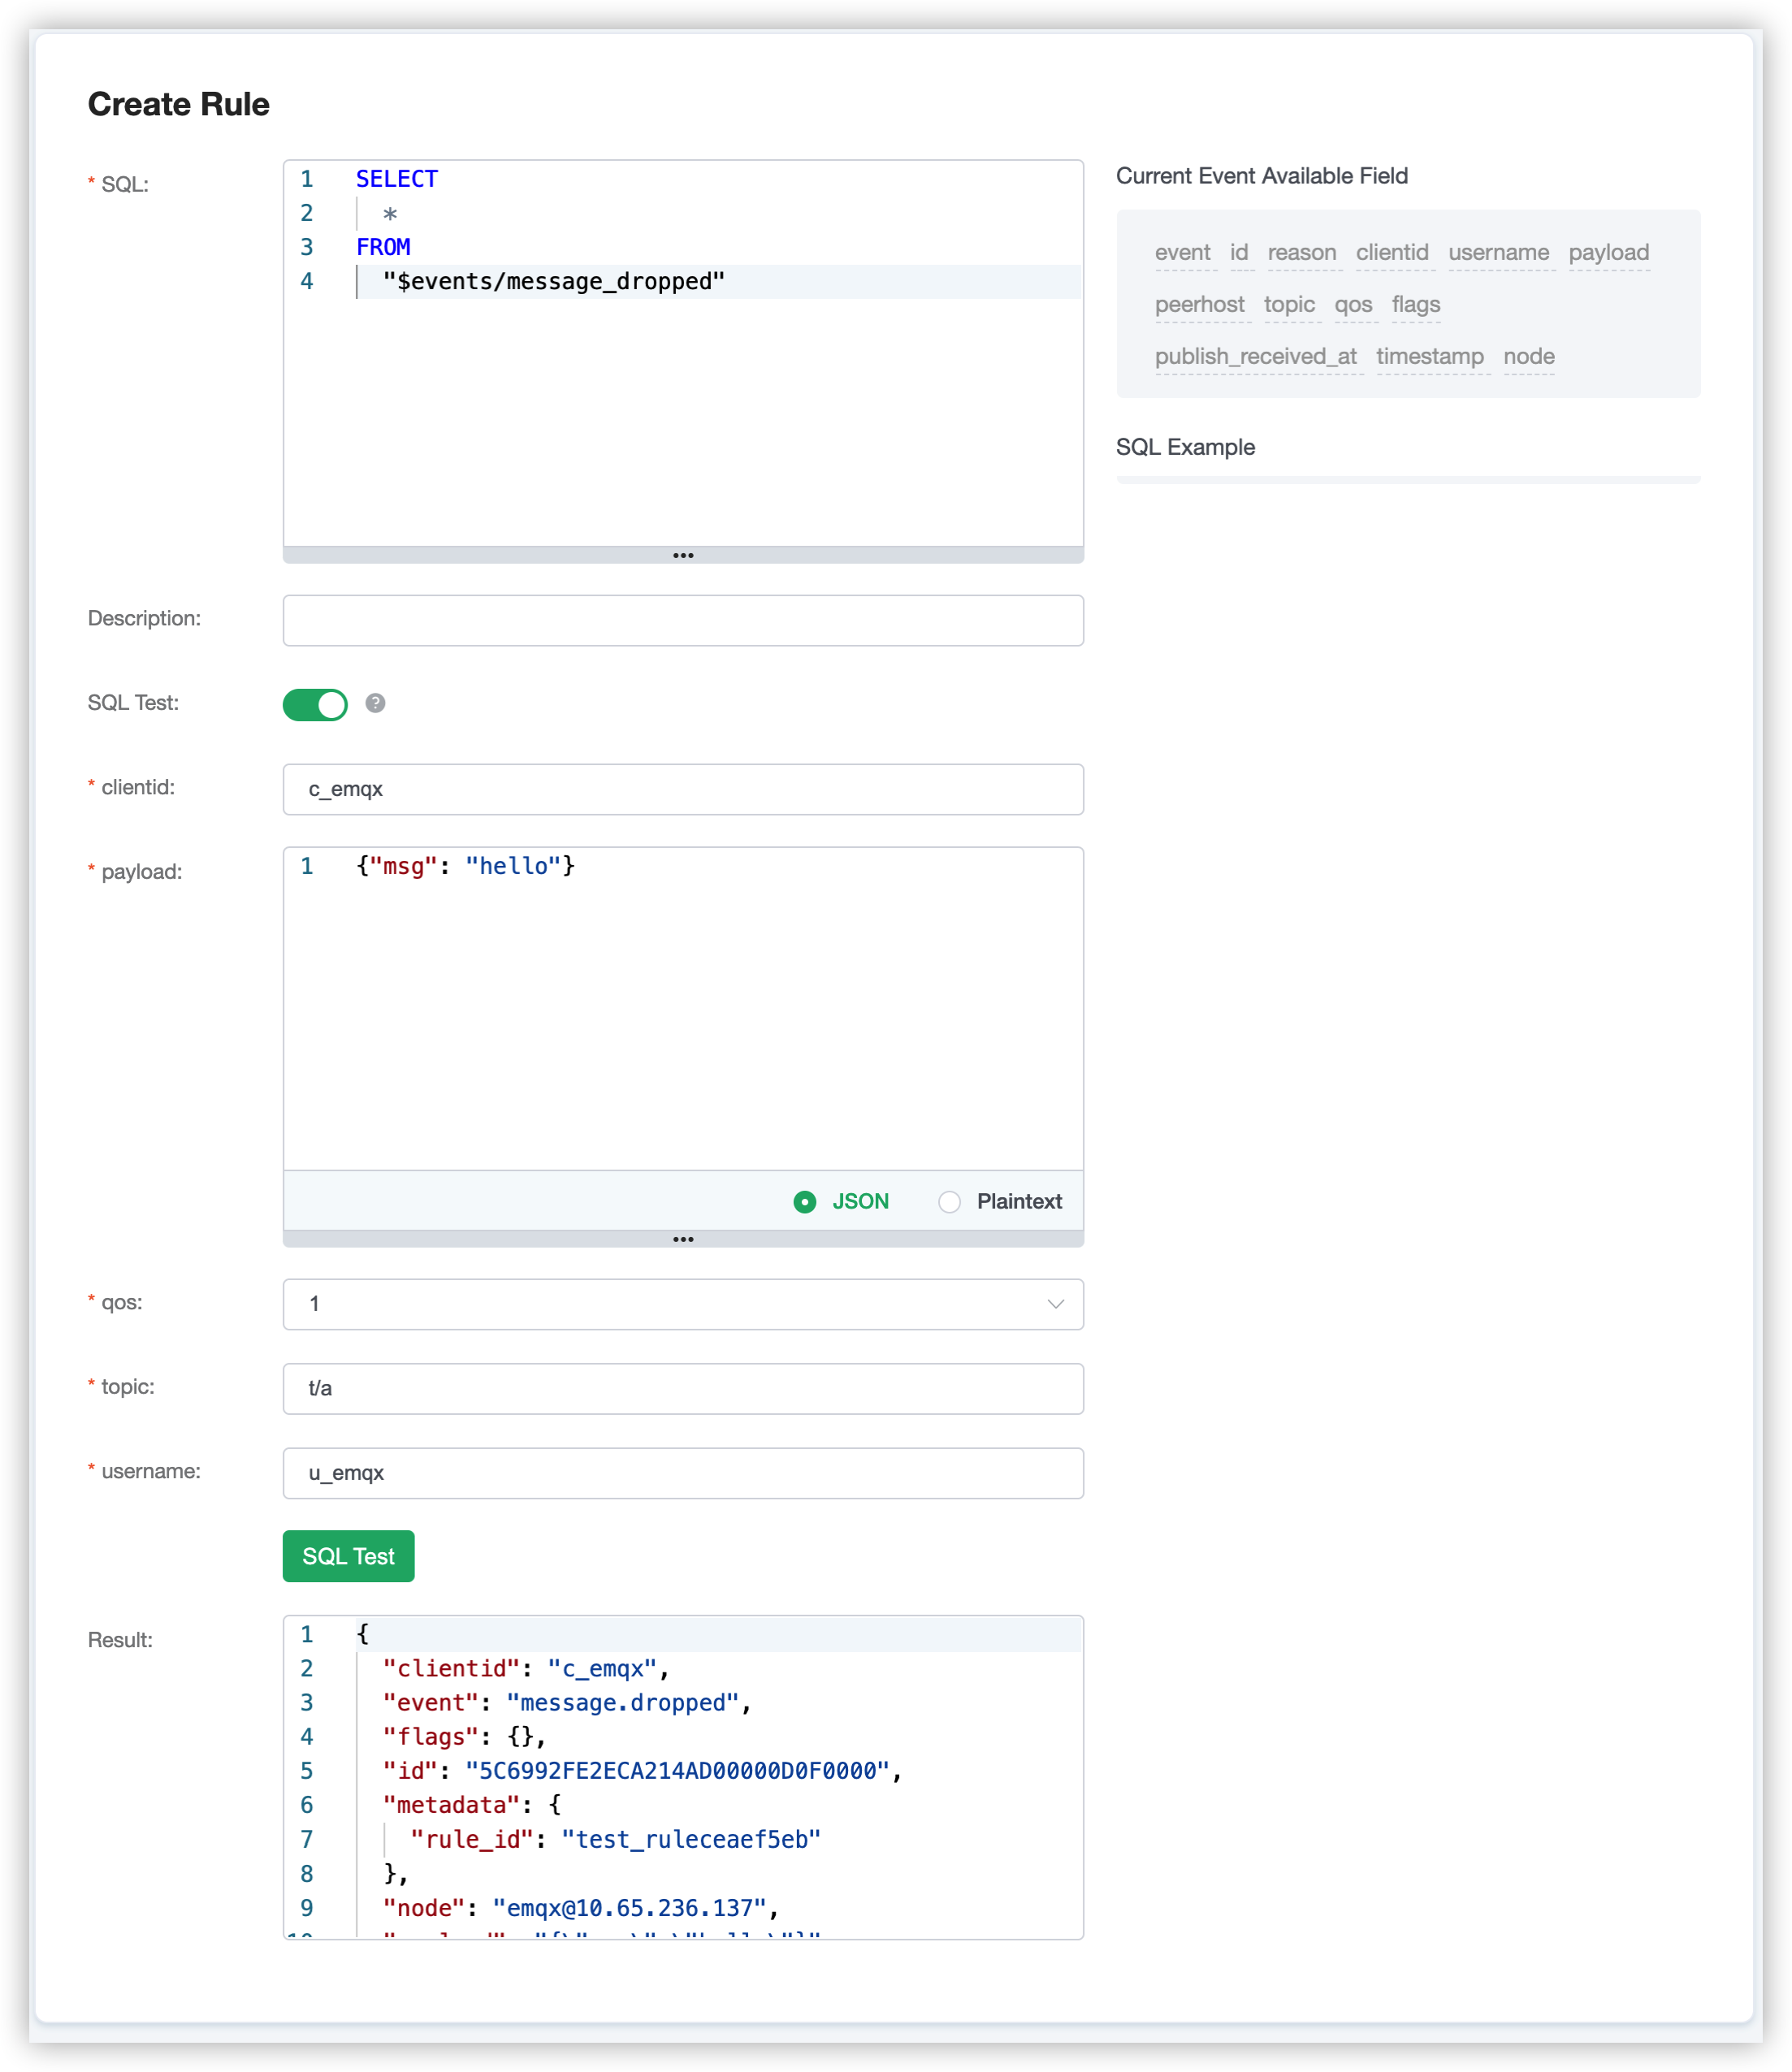 Create Rule
* SQL:
1 SELECT
2 *
3 FROM
4 "$events/message_dropped"
Current Event Available Field
event id reason clientid username payload
peerhost topic qos flags
publish_received_at timestamp node
SQL Example
Description:
SQL Test:
?
* clientid:
c_emqx
* payload:
1 {"msg": "hello"}
JSON Plaintext
* qos:
1
* topic:
t/a
* username:
u_emqx
SQL Test
Result:
1 {
2 "clientid": "c_emqx",
3 "event": "message.dropped",
4 "flags": {},
5 "id": "5C6992FE2ECA214AD00000D0F0000",
6 "metadata": {
7 "rule_id": "test_ruleceaef5eb"
8 },
9 "node": "emqx@10.65.236.137",